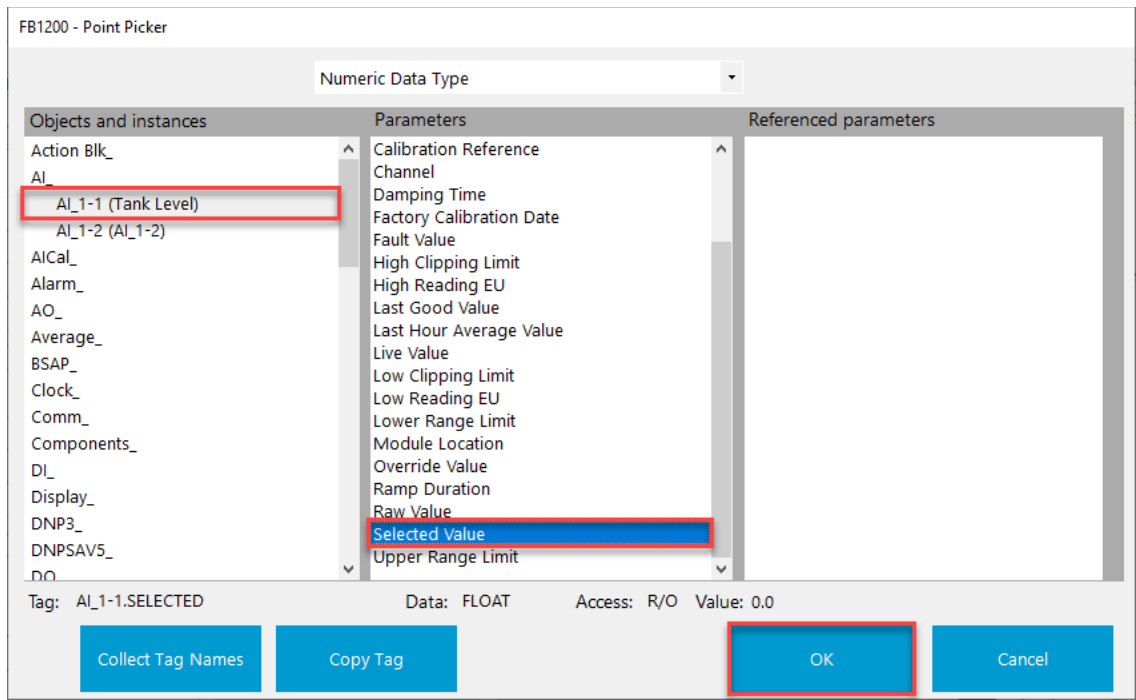 FB1200 - Point Picker
Numeric Data Type
Objects and instances
Action Blk_
AI_
AI_1-1 (Tank Level)
AI_1-2 (AI_1-2)
AICal_
Alarm_
AO_
Average_
BSAP_
Clock_
Comm_
Components_
DI_
Display_
DNP3_
DNPSAV5_
DO_
Parameters
Calibration Reference
Channel
Damping Time
Factory Calibration Date
Fault Value
High Clipping Limit
High Reading EU
Last Good Value
Last Hour Average Value
Live Value
Low Clipping Limit
Low Reading EU
Lower Range Limit
Module Location
Override Value
Ramp Duration
Raw Value
Selected Value
Upper Range Limit
Referenced parameters
Tag: AI_1-1.SELECTED Data: FLOAT Access: R/O Value: 0.0
Collect Tag Names Copy Tag OK Cancel